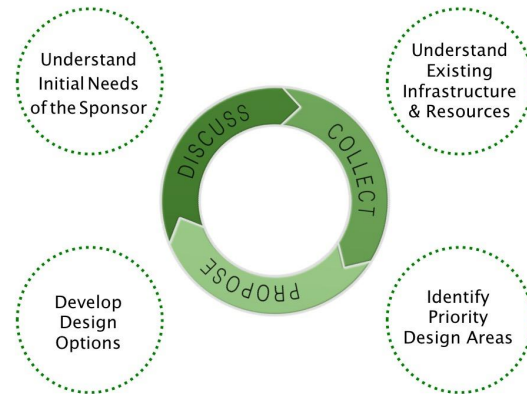 Understand
Initial Needs
of the Sponsor
Understand
Existing
Infrastructure
& Resources
DISCUSS
COLLECT
PROPOSE
Develop
Design
Options
Identify
Priority
Design Areas